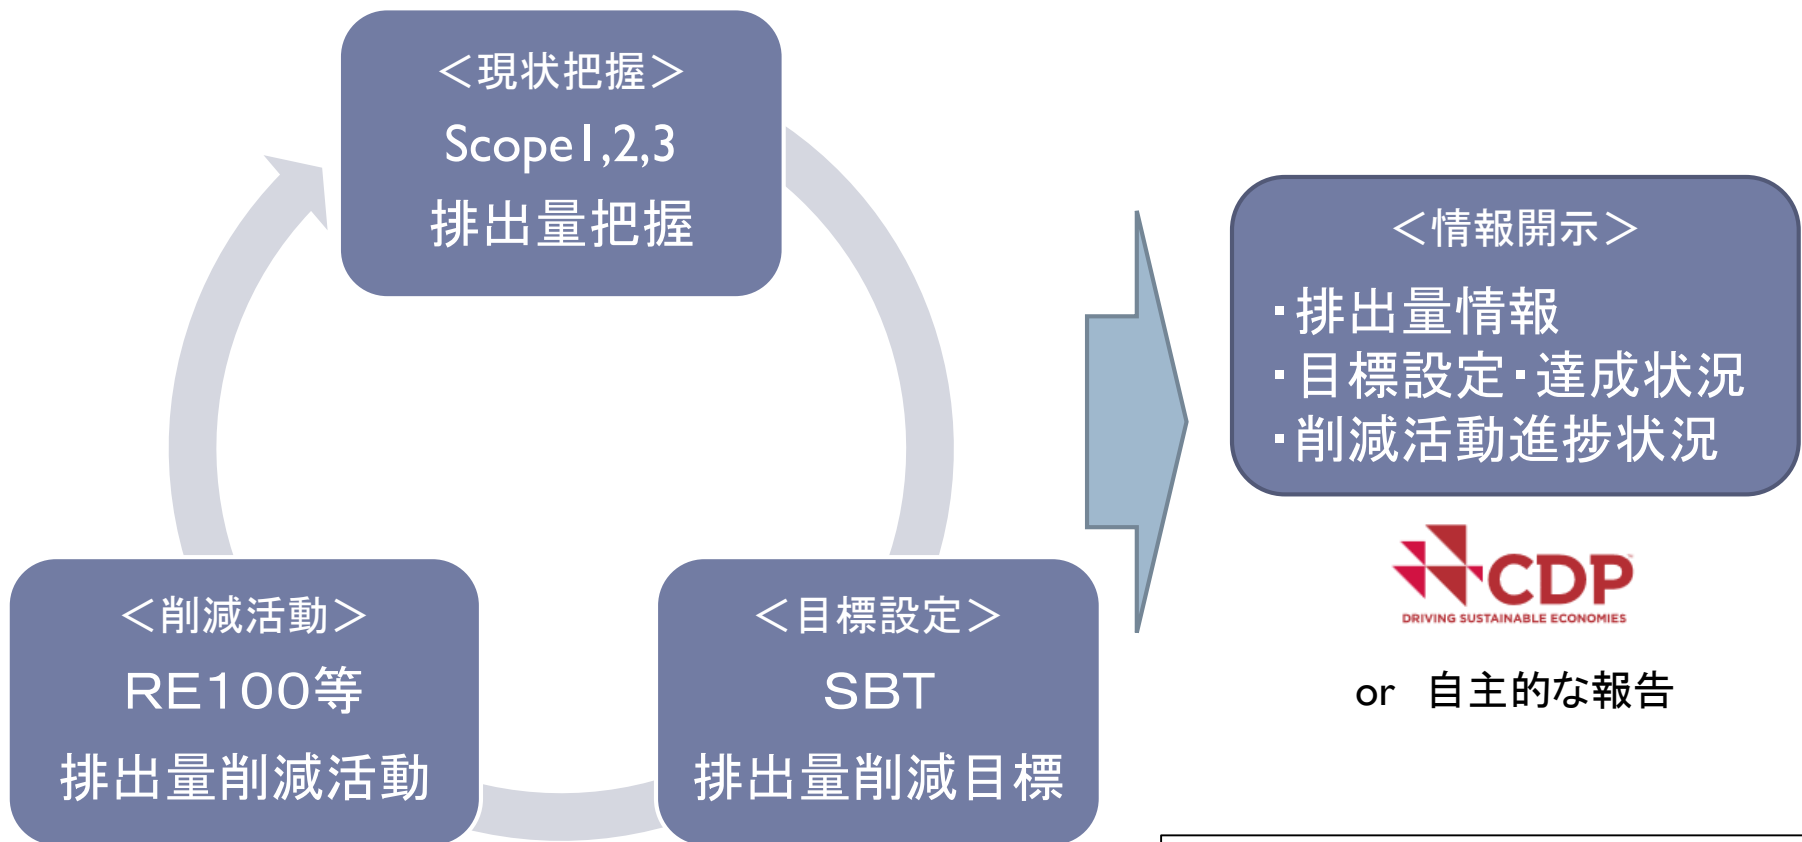 ＜現状把握＞
Scope1,2,3
排出量把握
＜目標設定＞
SBT
排出量削減目標
＜削減活動＞
RE100等
排出量削減活動
＜情報開示＞
・排出量情報
・目標設定・達成状況
・削減活動進捗状況
CDP
DRIVING SUSTAINABLE ECONOMIES
or 自主的な報告